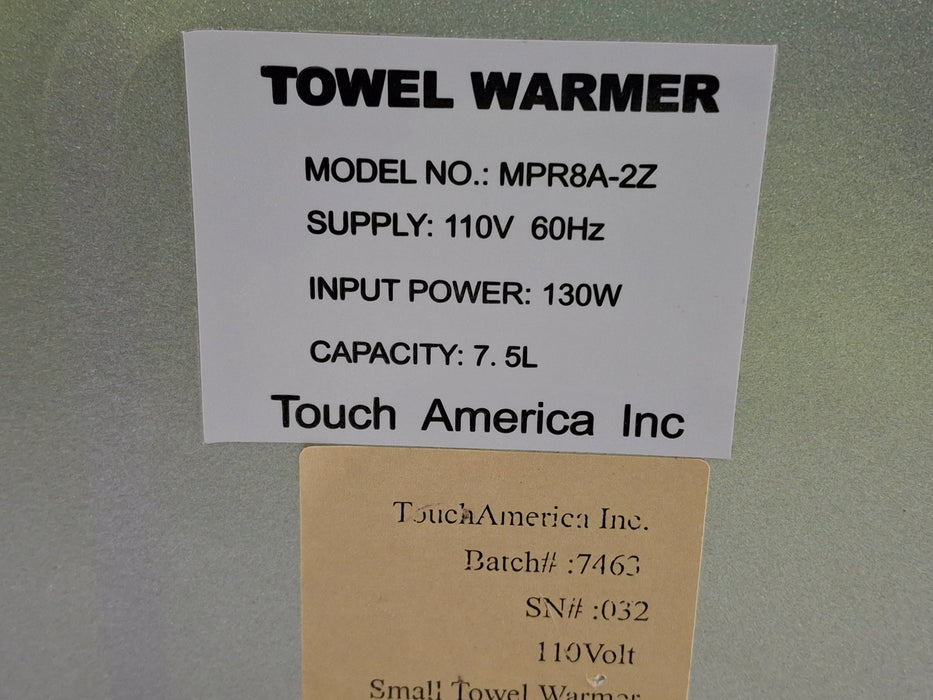 TOWEL WARMER
MODEL NO.: MPR8A-2Z
SUPPLY: 110V 60Hz
INPUT POWER: 130W
CAPACITY: 7. 5L
Touch America Inc
TouchAmerica Inc.
Batch# :7463
SN# :032
110Volt
Small Towel Warmer